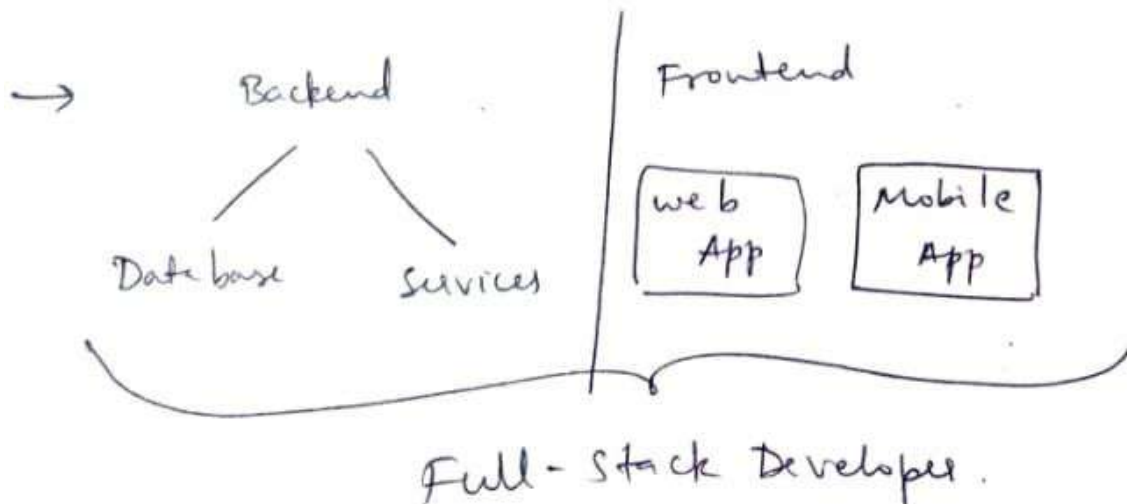 → Backend
Frontend
Database Services
web App
Mobile App
Full-Stack Developer.